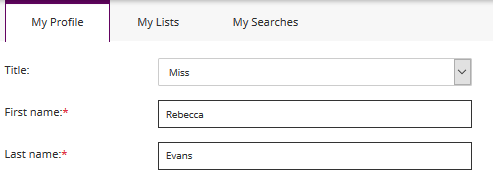 My Profile My Lists My Searches
Title: Miss
First name:* Rebecca
Last name:* Evans